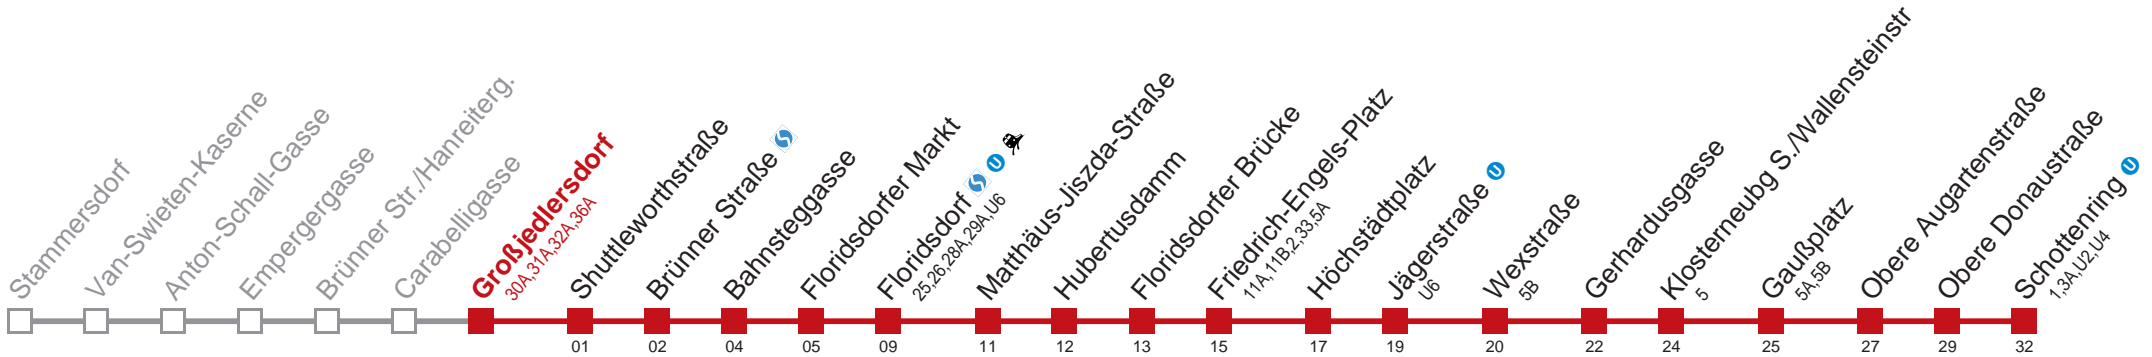 Stammersdorf
Van-Swieten-Kaserne
Anton-Schall-Gasse
Empergergasse
Brünner Str./Hanreiterg.
Carabelligasse
Großjedlersdorf
30A,31A,32A,36A
Shuttleworthstraße
01
Brünner Straße
02
Bahnsteggasse
04
Floridsdorfer Markt
05
Floridsdorf U
25,26,28A,29A,U6
09
Matthäus-Jiszda-Straße
11
Hubertusdamm
12
Floridsdorfer Brücke
13
Friedrich-Engels-Platz
11A,11B,2,33,5A
15
Höchstädtplatz
17
Jägerstraße U
U6
19
Wexstraße
5B
20
Gerhardusgasse
22
Klosterneubg S./Wallensteinstr
5
24
Gaußplatz
5A,5B
25
Obere Augartenstraße
27
Obere Donaustraße
29
Schottenring U
1,3A,U2,U4
32